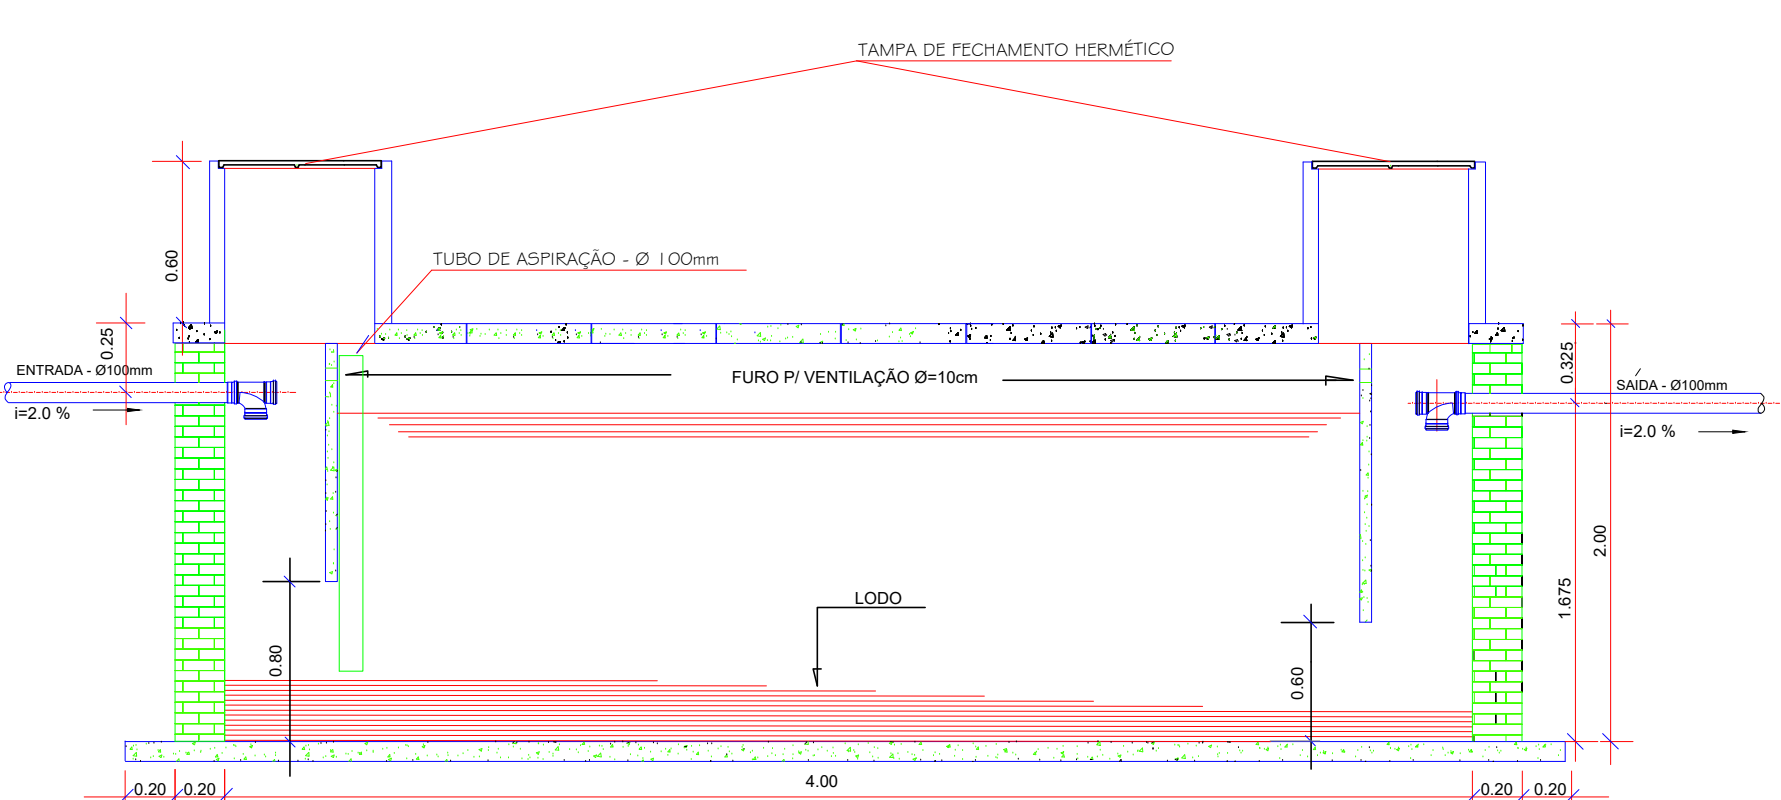 TAMPA DE FECHAMENTO HERMÉTICO
0.60
TUBO DE ASPIRAÇÃO - Ø 100mm
0.25
ENTRADA - Ø100mm
i=2.0 %
FURO P/ VENTILAÇÃO Ø=10cm
0.325
SAÍDA - Ø100mm
i=2.0 %
2.00
1.675
LODO
0.80
0.60
0.20 0.20 4.00 0.20 0.20